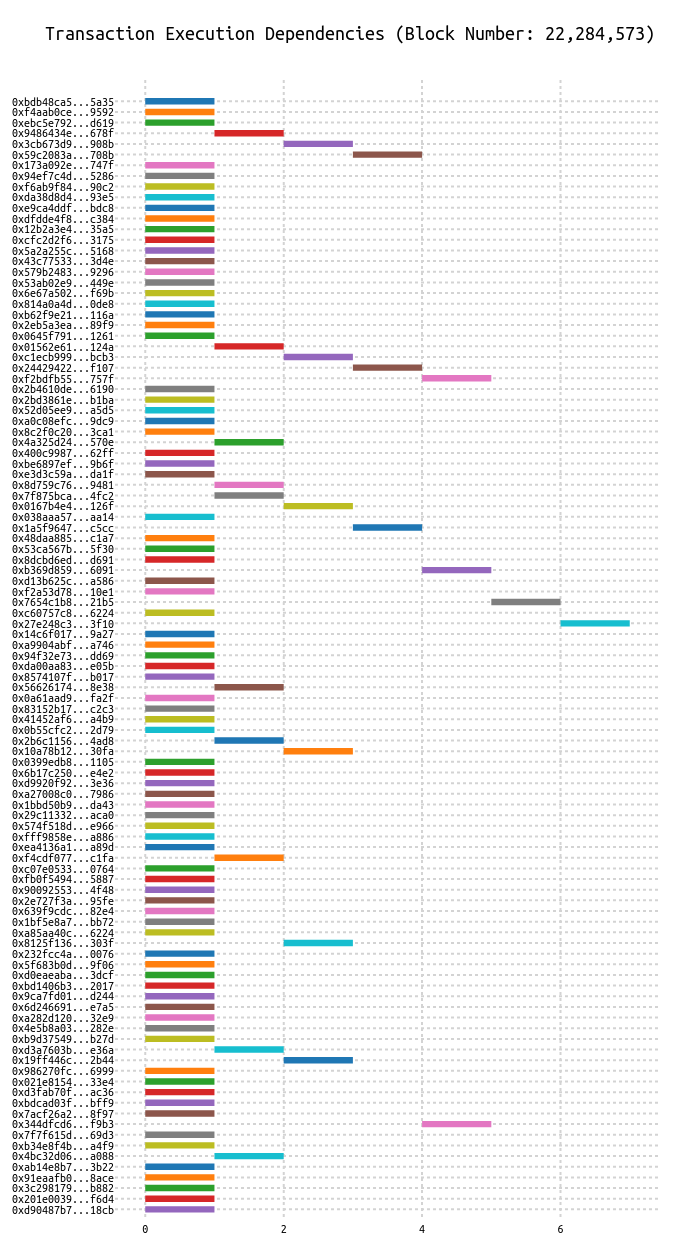 Transaction Execution Dependencies (Block Number: 22,284,573)
0xbdb48ca5...5a35
0xf4aab0ce...9592
0xebc5e792...d619
0x9486434e...678f
0x3cb673d9...908b
0x59c2083a...708b
0x173a092e...747f
0x94ef7c4d...5286
0xf6ab9f84...90c2
0xda38d8d4...93e5
0xe9ca4ddf...bdc8
0xdfdde4f8...c384
0x12b2a3e4...35a5
0xcfc2d2f6...3175
0x5a2a255c...5168
0x43c77533...3d4e
0x579b2483...9296
0x53ab02e9...449e
0x6e67a502...f69b
0x814a0a4d...0de8
0xb62f9e21...116a
0x2eb5a3ea...89f9
0x0645f791...1261
0x01562e61...124a
0xc1ecb999...bcb3
0x24429422...f107
0xf2bdfb55...757f
0x2b4610de...6190
0x2bd3861e...b1ba
0x52d05ee9...a5d5
0xa0c08efc...9dc9
0x8c2f0c20...3ca1
0x4a325d24...570e
0x400c9987...62ff
0xbe6897ef...9b6f
0xe3d3c59a...da1f
0x8d759c76...9481
0x7f875bca...4fc2
0x0167b4e4...126f
0x038aaa57...aa14
0x1a5f9647...c5cc
0x48daa885...c1a7
0x53ca567b...5f30
0x8dcbd6ed...d691
0xb369d859...6091
0xd13b625c...a586
0xf2a53d78...10e1
0x7654c1b8...21b5
0xc60757c8...6224
0x27e248c3...3f10
0x14c6f017...9a27
0xa9904abf...a746
0x94f32e73...dd69
0xda00aa83...e05b
0x8574107f...b017
0x56626174...8e38
0x0a61aad9...fa2f
0x83152b17...c2c3
0x41452af6...a4b9
0x0b55cfc2...2d79
0x2b6c1156...4ad8
0x10a78b12...30fa
0x0399edb8...1105
0x6b17c250...e4e2
0xd9920f92...3e36
0xa27008c0...7986
0x1bbd50b9...da43
0x29c11332...aca0
0x574f518d...e966
0xfff9858e...a886
0xea4136a1...a89d
0xf4cdf077...c1fa
0xc07e0533...0764
0xfb0f5494...5887
0x90092553...4f48
0x2e727f3a...95fe
0x639f9cdc...82e4
0x1bf5e8a7...bb72
0xa85aa40c...6224
0x8125f136...303f
0x232fcc4a...0076
0x5f683b0d...9f06
0xd0eaeaba...3dcf
0xbd1406b3...2017
0x9ca7fd01...d244
0x6d246691...e7a5
0xa282d120...32e9
0x4e5b8a03...282e
0xb9d37549...b27d
0xd3a7603b...e36a
0x19ff446c...2b44
0x986270fc...6999
0x021e8154...33e4
0xd3fab70f...ac36
0xbdcad03f...bff9
0x7acf26a2...8f97
0x344dfcd6...f9b3
0x7f7f615d...69d3
0xb34e8f4b...a4f9
0x4bc32d06...a088
0xab14e8b7...3b22
0x91eaafb0...8ace
0x3c298179...b882
0x201e0039...f6d4
0xd90487b7...18cb
0 2 4 6